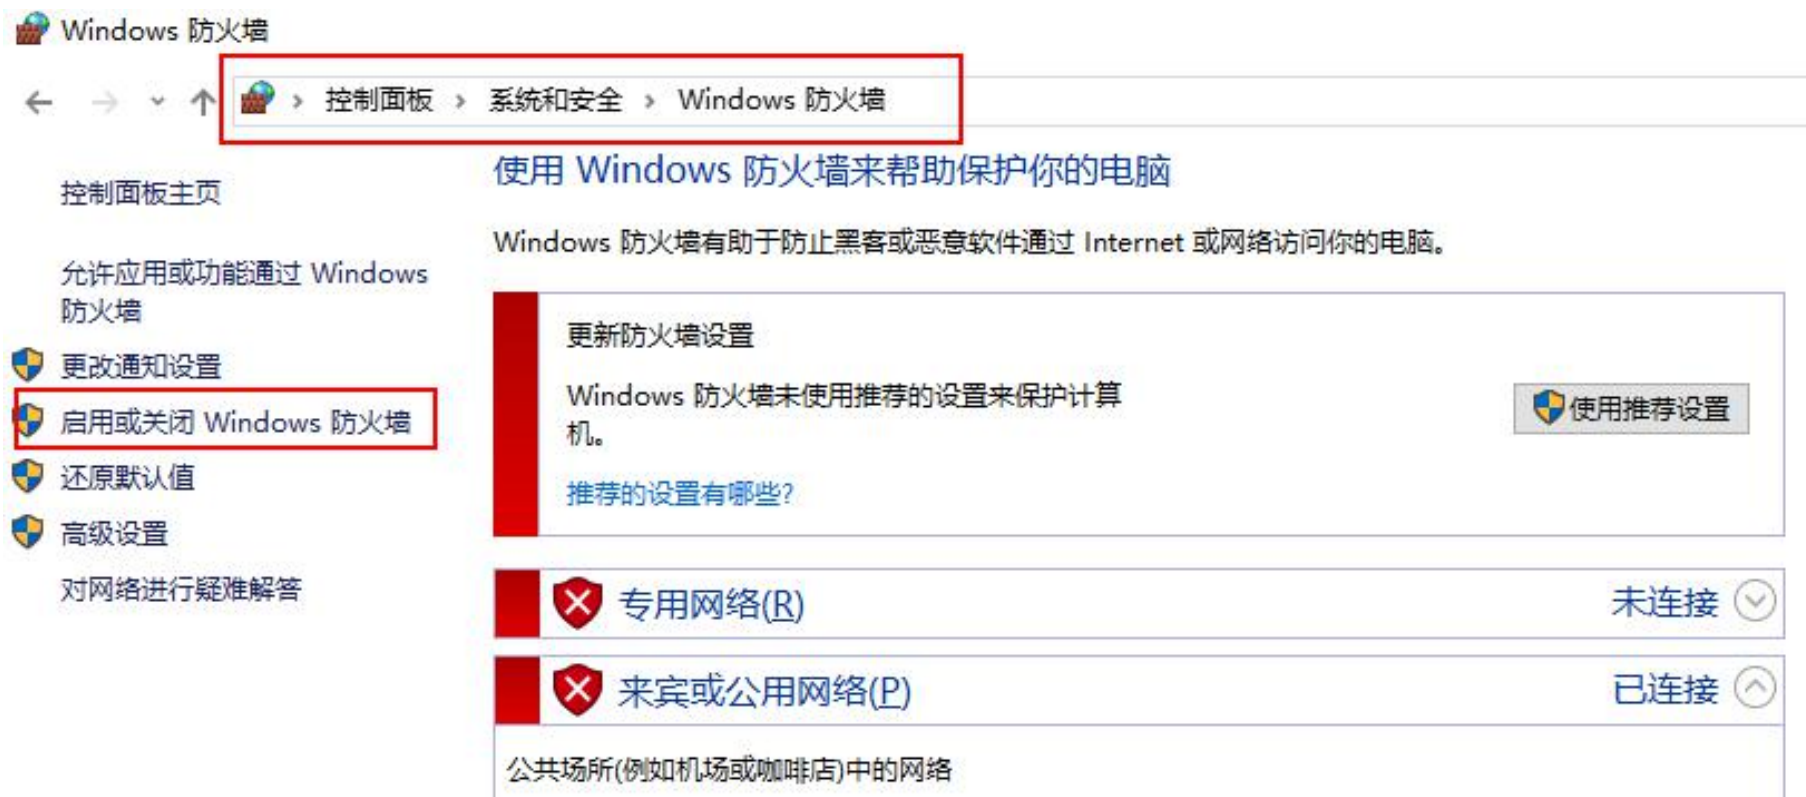 Windows 防火墙
控制面板 › 系统和安全 › Windows 防火墙
控制面板主页
允许应用或功能通过 Windows
防火墙
更改通知设置
启用或关闭 Windows 防火墙
还原默认值
高级设置
对网络进行疑难解答
使用 Windows 防火墙来帮助保护你的电脑
Windows 防火墙有助于防止黑客或恶意软件通过 Internet 或网络访问你的电脑。
更新防火墙设置
Windows 防火墙未使用推荐的设置来保护计算
机。
使用推荐设置
推荐的设置有哪些?
专用网络(R) 未连接
来宾或公用网络(P) 已连接
公共场所(例如机场或咖啡店)中的网络